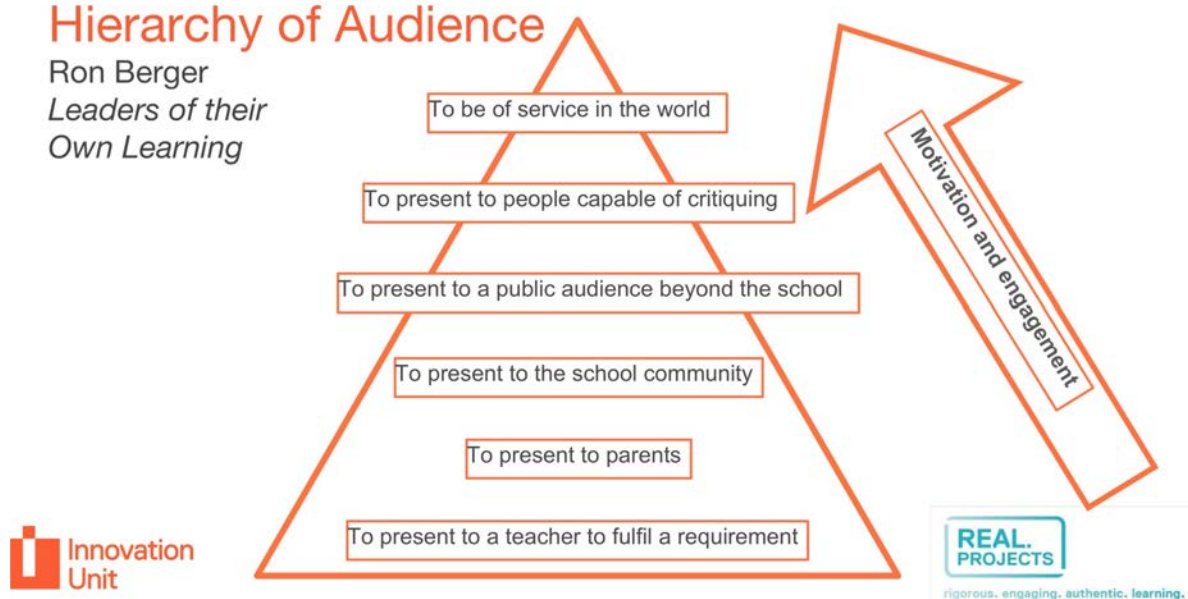 Hierarchy of Audience
Ron Berger
Leaders of their
Own Learning
To be of service in the world
To present to people capable of critiquing
To present to a public audience beyond the school
To present to the school community
To present to parents
To present to a teacher to fulfil a requirement
Motivation and engagement
Innovation
Unit
REAL.
PROJECTS
rigorous. engaging. authentic. learning.